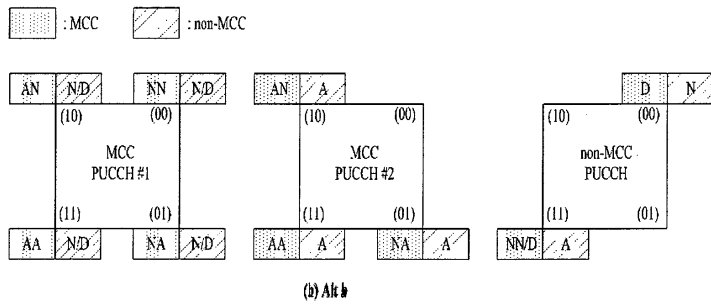 : MCC : non-MCC
AN N/D NN N/D AN A D N
(10) (00) (10) (00) (10) (00)
MCC MCC non-MCC
PUCCH #1 PUCCH #2 PUCCH
(11) (01) (11) (01) (11) (01)
AA N/D NA N/D AA A NA A NN/D A
(b) Alt